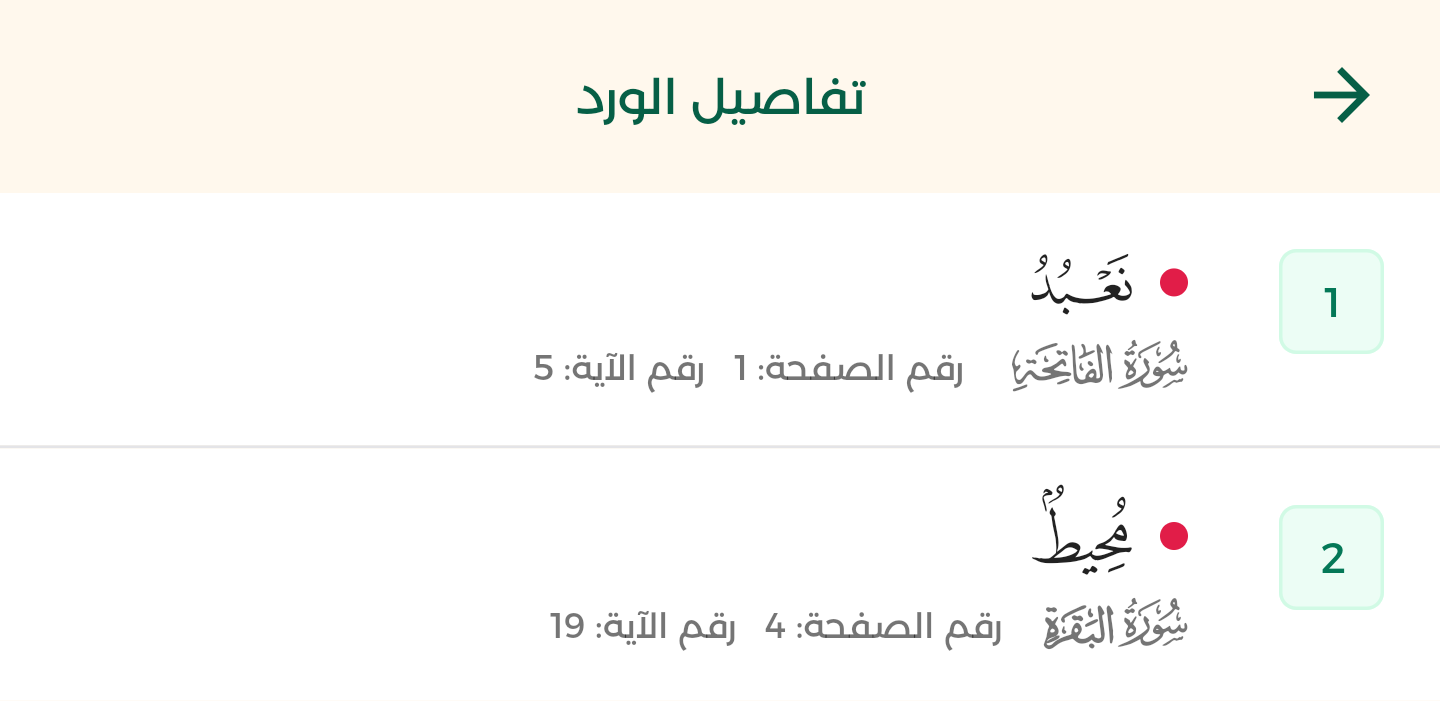 تفاصيل الورد
1
نَعْبُدُ
سُورَةُ الفَاتِحَةِ رقم الصفحة: 1 رقم الآية: 5
2
مُحِيطٌ
سُورَةُ البَقَرَةِ رقم الصفحة: 4 رقم الآية: 19